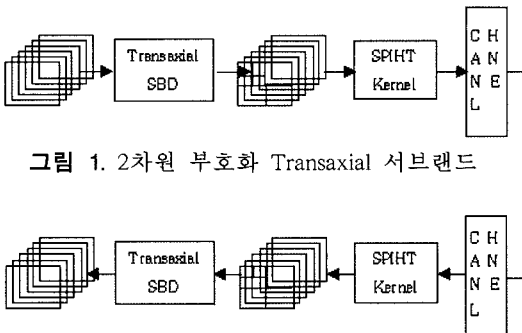 Transaxial
SBD
SPIHT
Kernel
C H
A N
N E
L
그림 1. 2차원 부호화 Transaxial 서브랜드
Transaxial
SBD
SPIHT
Kernel
C H
A N
N E
L